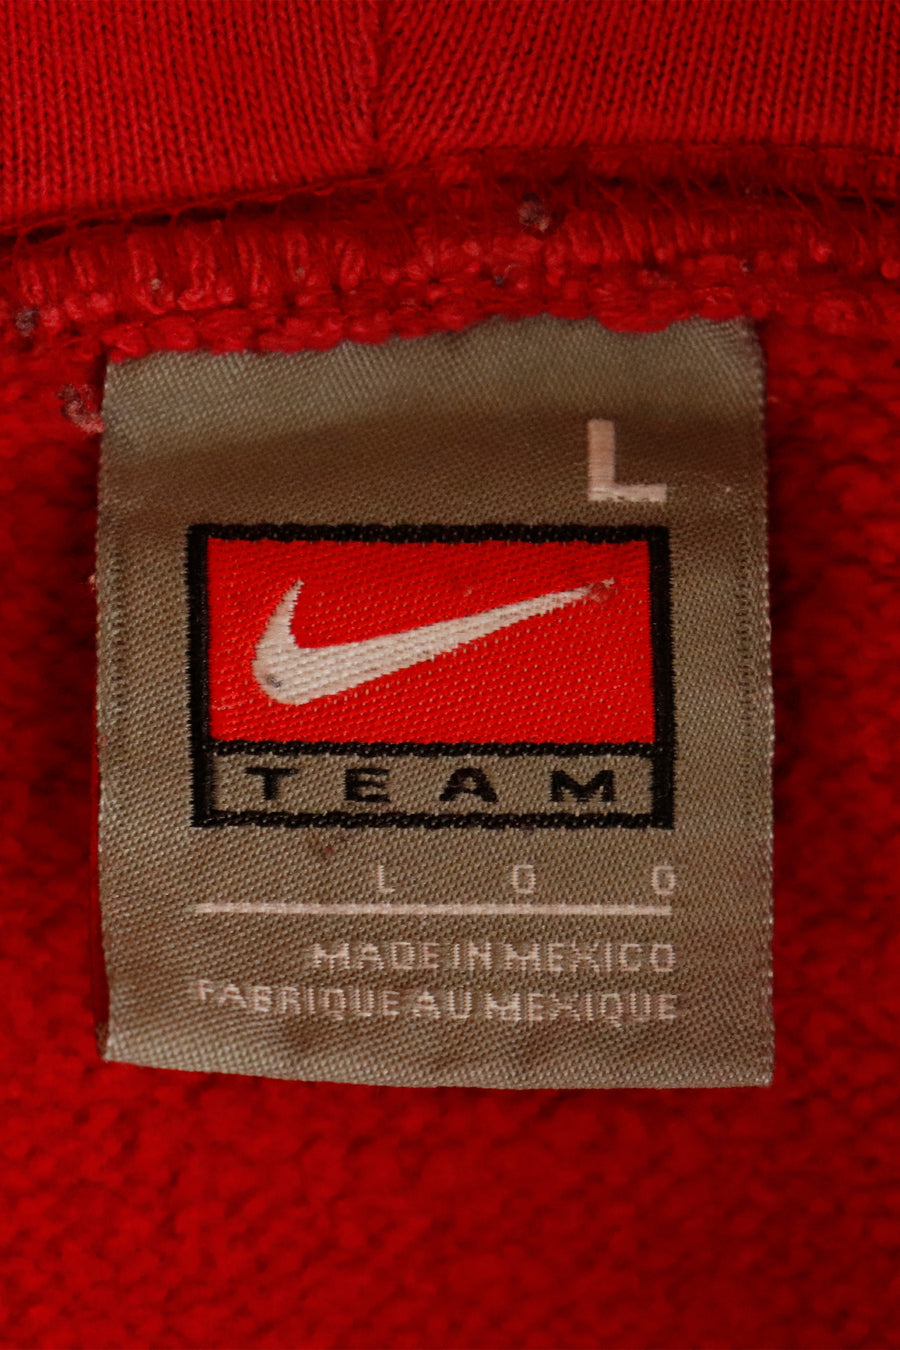 L
TEAM
L G G
MADE IN MEXICO
FABRIQUE AU MEXIQUE